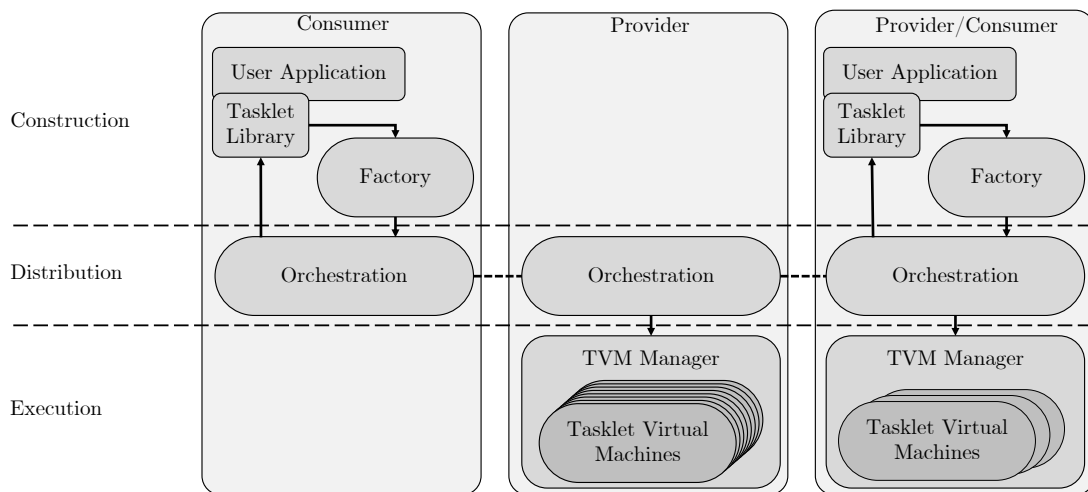 Consumer
Provider
Provider/Consumer
User Application
User Application
Tasklet
Library
Tasklet
Library
Construction
Factory
Factory
Distribution
Orchestration
Orchestration
Orchestration
TVM Manager
TVM Manager
Execution
Tasklet Virtual
Machines
Tasklet Virtual
Machines